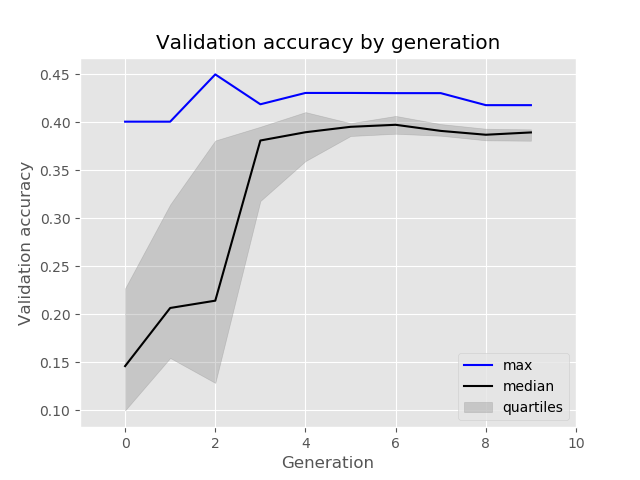 Validation accuracy by generation
0.45
0.40
0.35
0.30
0.25
0.20
0.15
0.10
Validation accuracy
max
median
quartiles
0 2 4 6 8 10
Generation